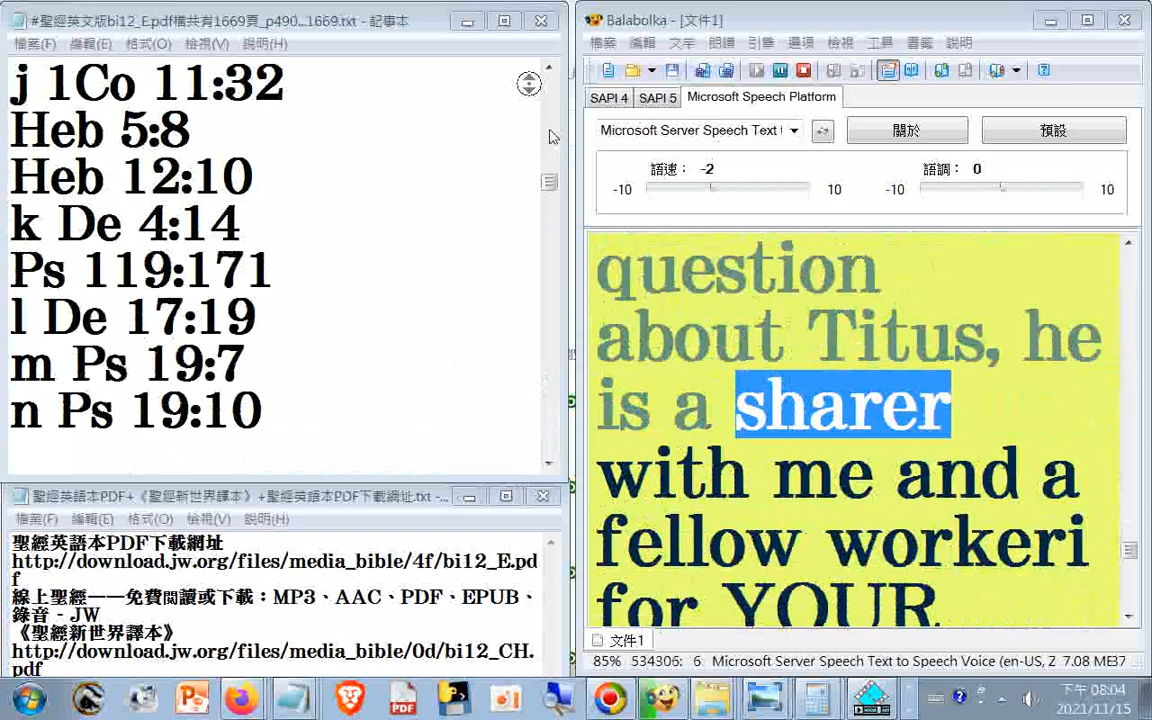 #聖經英文版bi12_E.pdf檔共有1669頁_p490...1669.txt - 記事本
檔案(F) 編輯(E) 格式(O) 檢視(V) 說明(H)
j 1Co 11:32
Heb 5:8
Heb 12:10
k De 4:14
Ps 119:171
l De 17:19
m Ps 19:7
n Ps 19:10
聖經英語本PDF+《聖經新世界譯本》+聖經英語本PDF下載網址.txt -...
檔案(F) 編輯(E) 格式(O) 檢視(V) 說明(H)
聖經英語本PDF下載網址
http://download.jw.org/files/media_bible/4f/bi12_E.pd
f
線上聖經——免費閱讀或下載：MP3、AAC、PDF、EPUB、
錄音 - JW
《聖經新世界譯本》
http://download.jw.org/files/media_bible/0d/bi12_CH.
pdf
Balabolka - [文件1]
檔案 編輯 文字 朗讀 引擎 選項 檢視 工具 書籤 說明
SAPI 4 SAPI 5 Microsoft Speech Platform
Microsoft Server Speech Text 關於 預設
語速： -2 語調： 0
-10 10 -10 10
question
about Titus, he
is a sharer
with me and a
fellow workeri
for YOUR
文件1
85% 534306: 6 Microsoft Server Speech Text to Speech Voice (en-US, Z 7.08 ME37
下午 08:04
2021/11/15